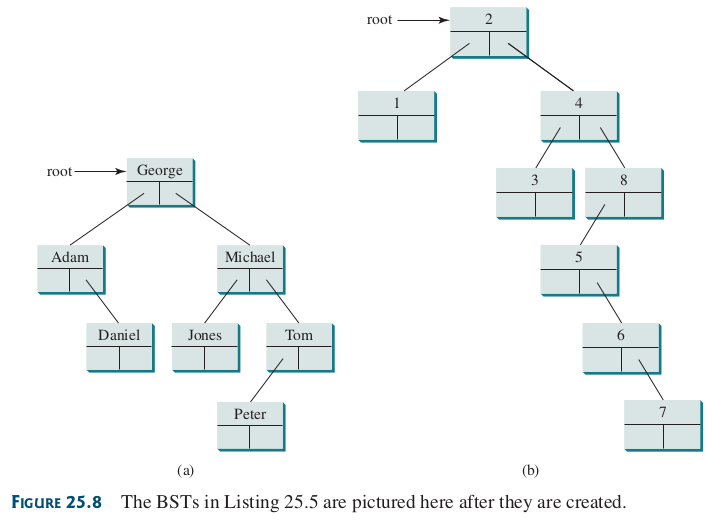 root
2
1
4
root
George
3
8
Adam
Michael
5
Daniel
Jones
Tom
6
Peter
7
(a)
(b)
FIGURE 25.8 The BSTs in Listing 25.5 are pictured here after they are created.